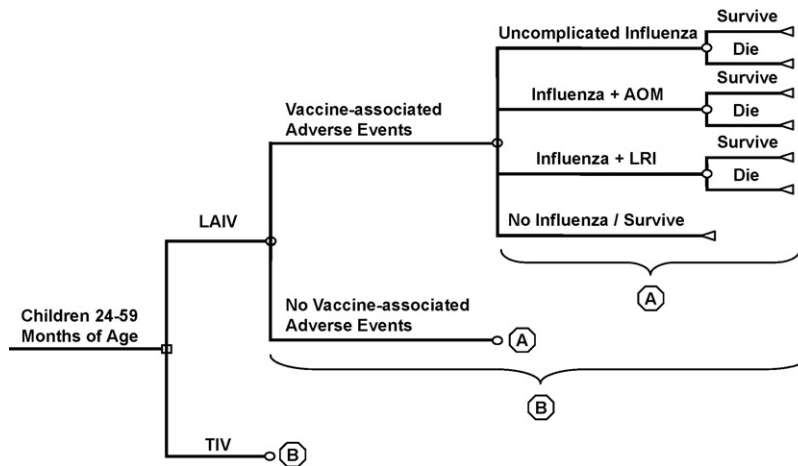 Survive
Uncomplicated Influenza
Die
Survive
Vaccine-associated
Adverse Events
Influenza + AOM
Die
Survive
Influenza + LRI
Die
LAIV
No Influenza / Survive
A
Children 24-59
Months of Age
No Vaccine-associated
Adverse Events
A
B
TIV
B